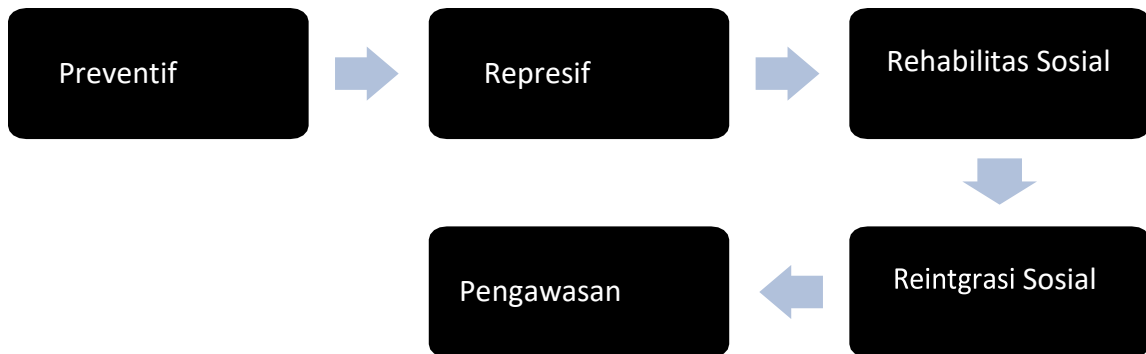 Preventif
Represif
Rehabilitas Sosial
Reintgrasi Sosial
Pengawasan